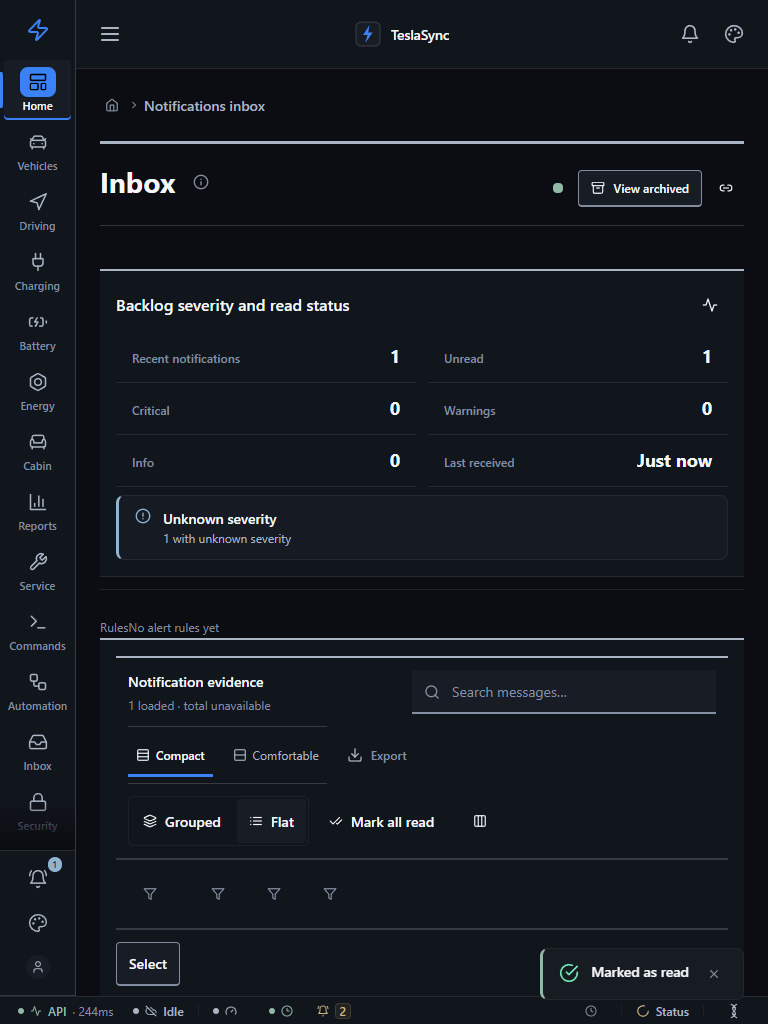 TeslaSync
Home
Vehicles
Driving
Charging
Battery
Energy
Cabin
Reports
Service
Commands
Automation
Inbox
Security
1
Notifications inbox
Inbox
View archived
Backlog severity and read status
Recent notifications 1
Unread 1
Critical 0
Warnings 0
Info 0
Last received Just now
Unknown severity
1 with unknown severity
RulesNo alert rules yet
Notification evidence
1 loaded · total unavailable
Search messages...
Compact
Comfortable
Export
Grouped
Flat
Mark all read
Select
Marked as read
API · 244ms
Idle
2
Status